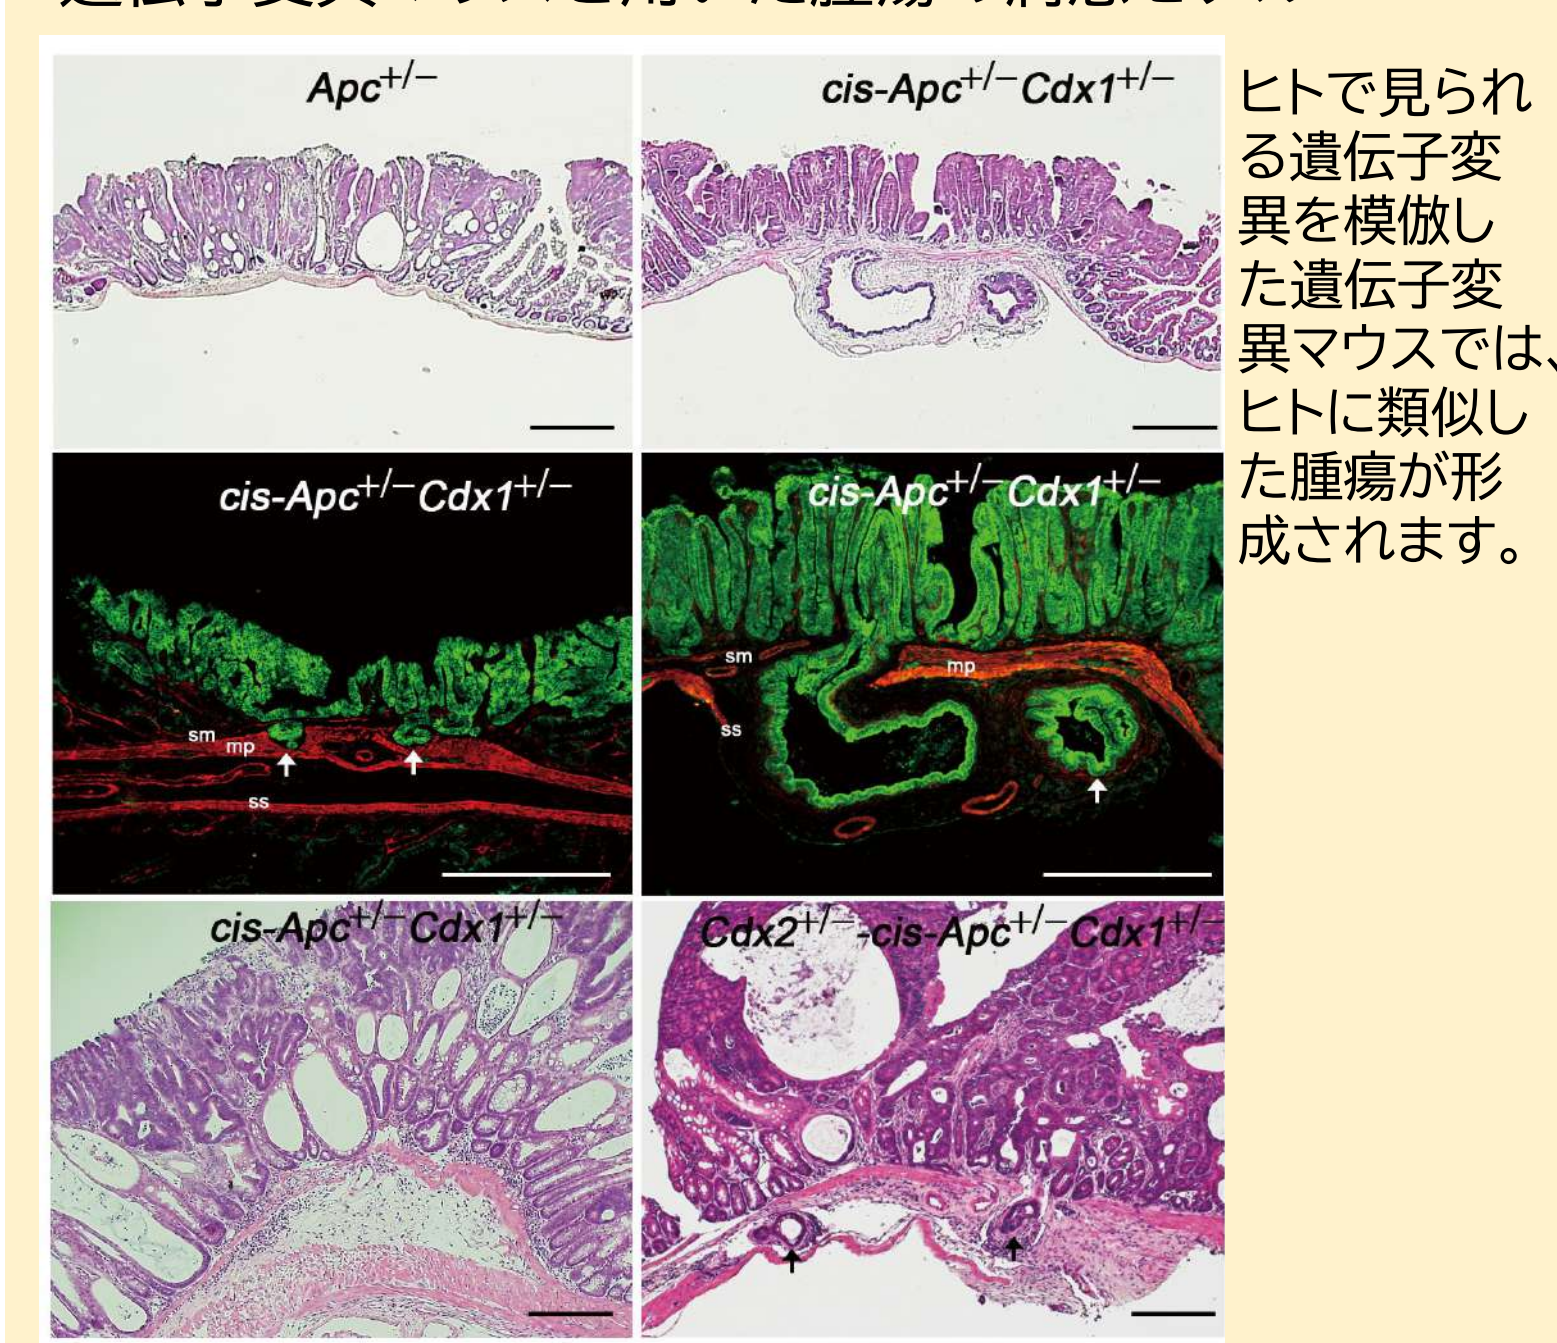 Apc+/−
cis-Apc+/−Cdx1+/−
ヒトで見られ
る遺伝子変
異を模倣し
た遺伝子変
異マウスでは、
ヒトに類似し
た腫瘍が形
成されます。
cis-Apc+/−Cdx1+/−
sm
mp
ss
cis-Apc+/−Cdx1+/−
sm
mp
ss
cis-Apc+/−Cdx1+/−
Cdx2+/−-cis-Apc+/−Cdx1+/−